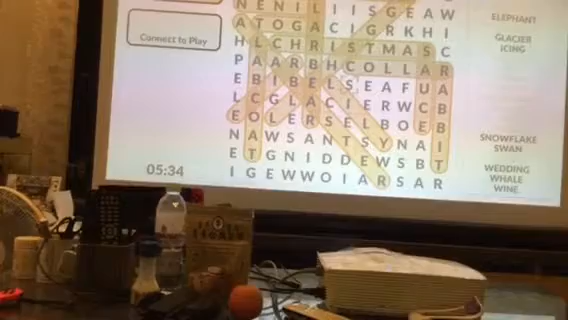 NENILIISGEAW
ATOGACIGRKHI
HLCHRISTMASC
PAARBHCOLLAR
EBIBELSEAFUA
LCGLACIERWCB
EOLERSELBOEB
NAWSANTSYNAI
ETGNIDDEWSBT
IGEWWOIARSAR
Connect to Play
05:34
ELEPHANT
GLACIER
ICING
SNOWFLAKE
SWAN
WEDDING
WHALE
WINE